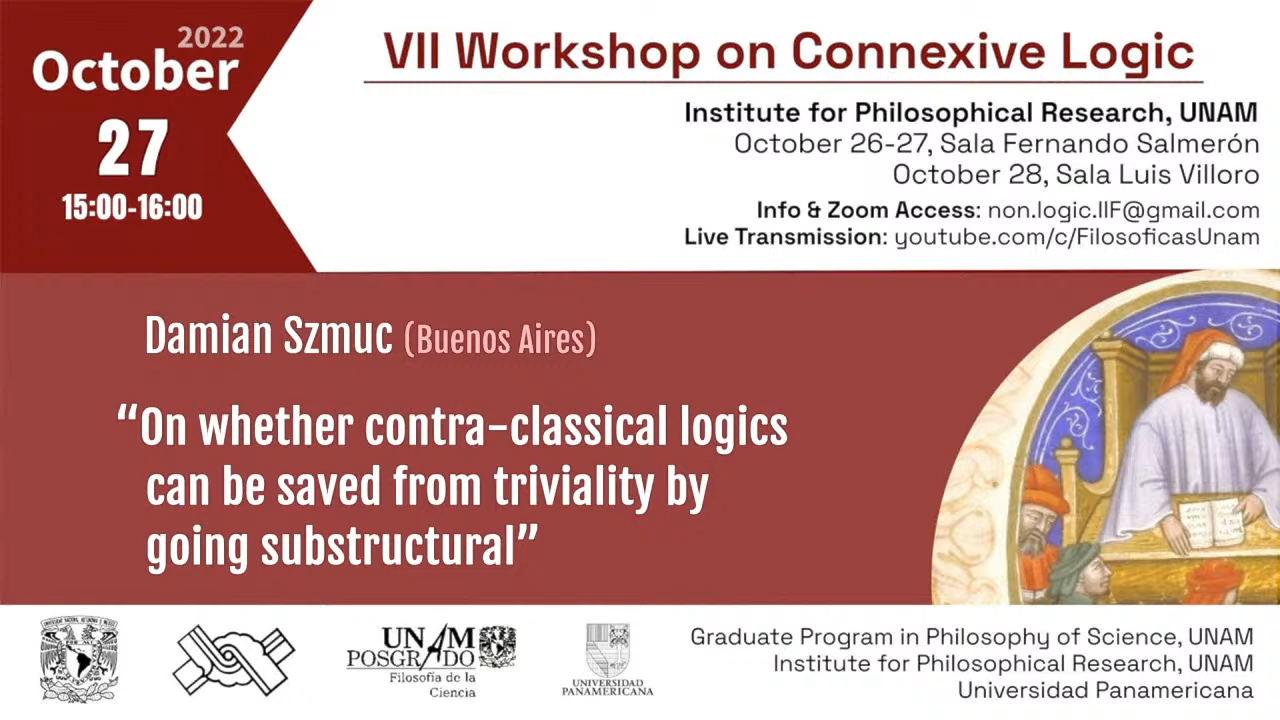 2022
October
27
15:00-16:00
VII Workshop on Connexive Logic
Institute for Philosophical Research, UNAM
October 26-27, Sala Fernando Salmerón
October 28, Sala Luis Villoro
Info & Zoom Access: non.logic.IIF@gmail.com
Live Transmission: youtube.com/c/FilosoficasUnam
Damian Szmuc (Buenos Aires)
“On whether contra-classical logics
can be saved from triviality by
going substructural”
UNAM
POSGRADO
Filosofía de la
Ciencia
UNIVERSIDAD
PANAMERICANA
Graduate Program in Philosophy of Science, UNAM
Institute for Philosophical Research, UNAM
Universidad Panamericana